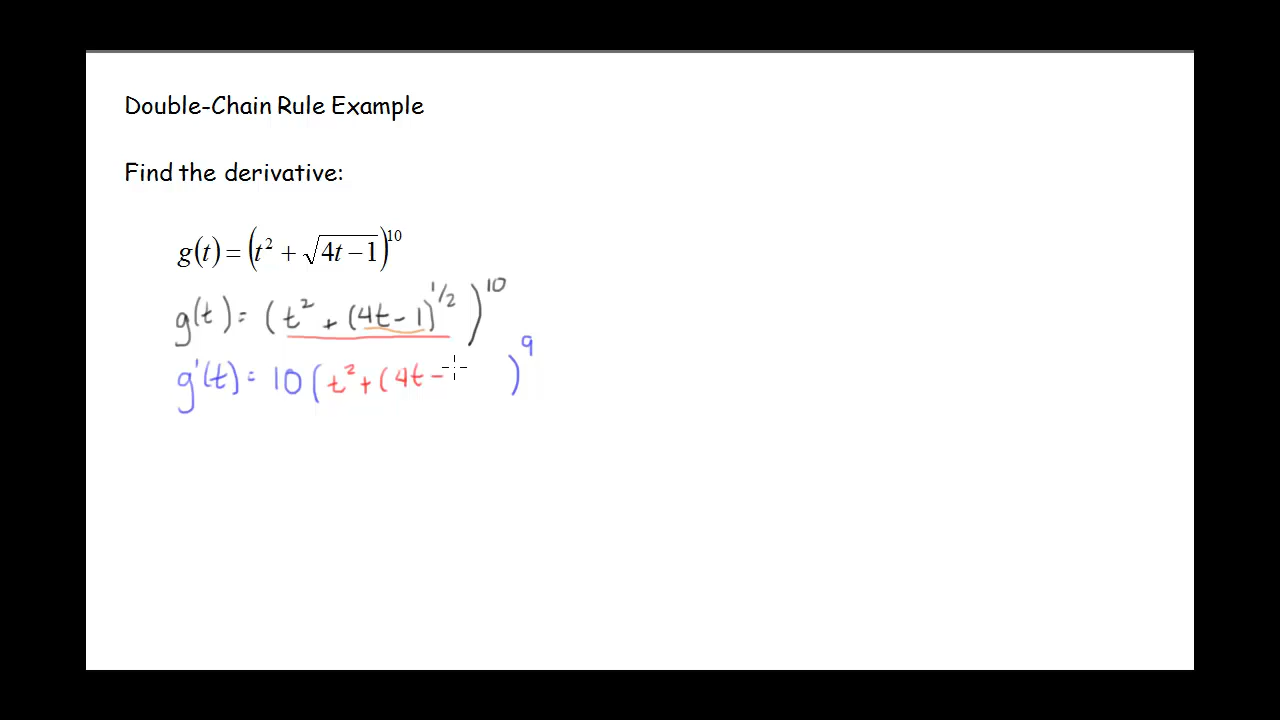 Double-Chain Rule Example
Find the derivative:
g(t) = (t² + √(4t − 1))¹⁰
g(t) = (t² + (4t − 1)^1/2)¹⁰
g'(t) = 10(t² + (4t − )⁹